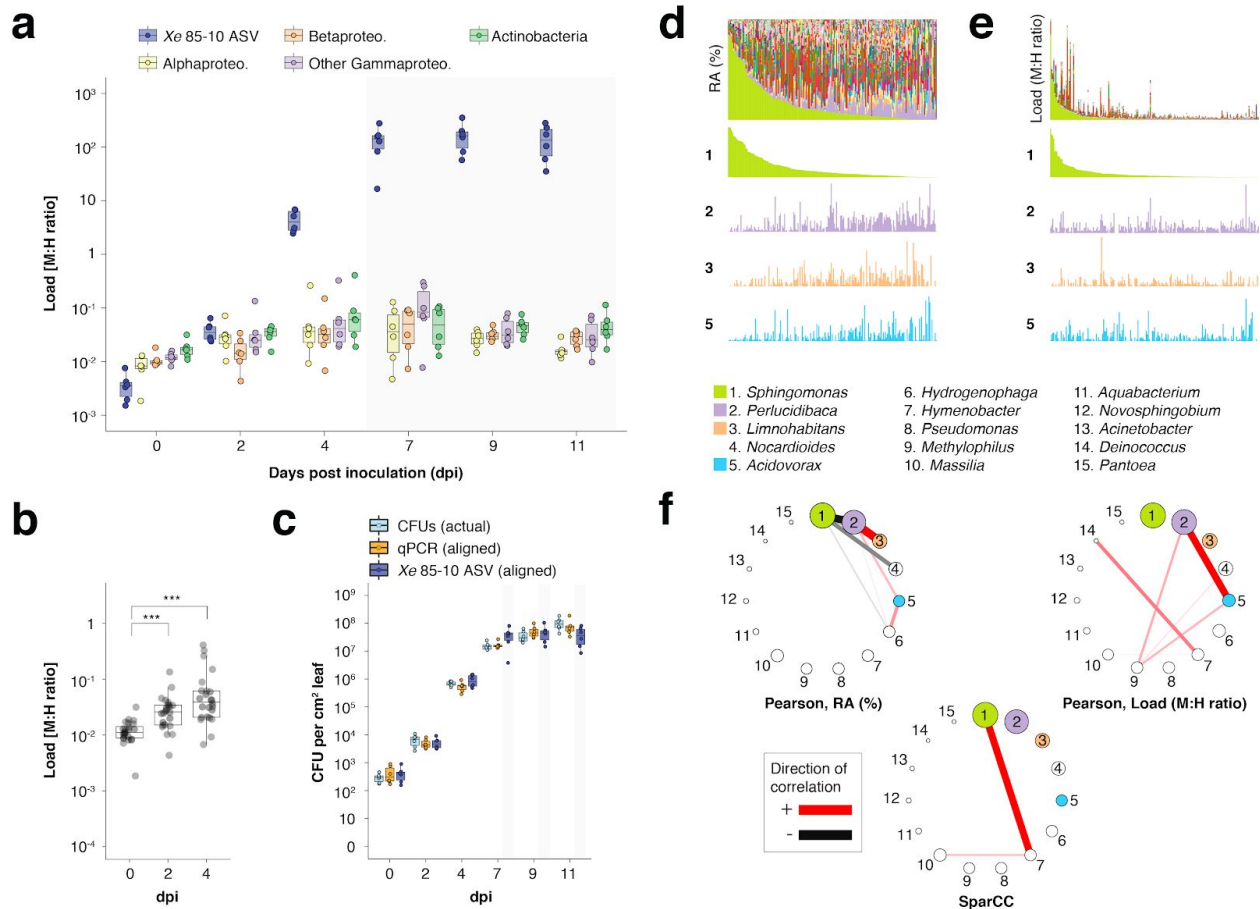 a
Xe 85-10 ASV
Betaproteo.
Actinobacteria
Alphaproteo.
Other Gammaproteo.
Load [M:H ratio]
10³
10²
10
1
10⁻¹
10⁻²
10⁻³
0 2 4 7 9 11
Days post inoculation (dpi)
b
Load [M:H ratio]
***
***
1
10⁻¹
10⁻²
10⁻³
10⁻⁴
0 2 4
dpi
c
CFUs (actual)
qPCR (aligned)
Xe 85-10 ASV (aligned)
CFU per cm² leaf
10⁹
10⁸
10⁷
10⁶
10⁵
10⁴
10³
10²
10
0
0 2 4 7 9 11
dpi
d
RA (%)
1
2
3
5
e
Load (M:H ratio)
1
2
3
5
1. Sphingomonas
2. Perlucidibaca
3. Limnohabitans
4. Nocardioides
5. Acidovorax
6. Hydrogenophaga
7. Hymenobacter
8. Pseudomonas
9. Methylophilus
10. Massilia
11. Aquabacterium
12. Novosphingobium
13. Acinetobacter
14. Deinococcus
15. Pantoea
f
1
2
3
4
5
6
7
8
9
10
11
12
13
14
15
Pearson, RA (%)
1
2
3
4
5
6
7
8
9
10
11
12
13
14
15
Pearson, Load (M:H ratio)
1
2
3
4
5
6
7
8
9
10
11
12
13
14
15
SparCC
Direction of
correlation
+
-